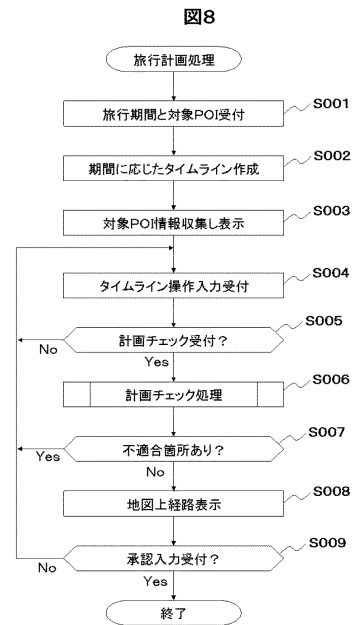 図8
旅行計画処理
旅行期間と対象POI受付
S001
期間に応じたタイムライン作成
S002
対象POI情報収集し表示
S003
タイムライン操作入力受付
S004
計画チェック受付？
S005
No
Yes
計画チェック処理
S006
不適合箇所あり？
S007
Yes
No
地図上経路表示
S008
承認入力受付？
S009
No
Yes
終了